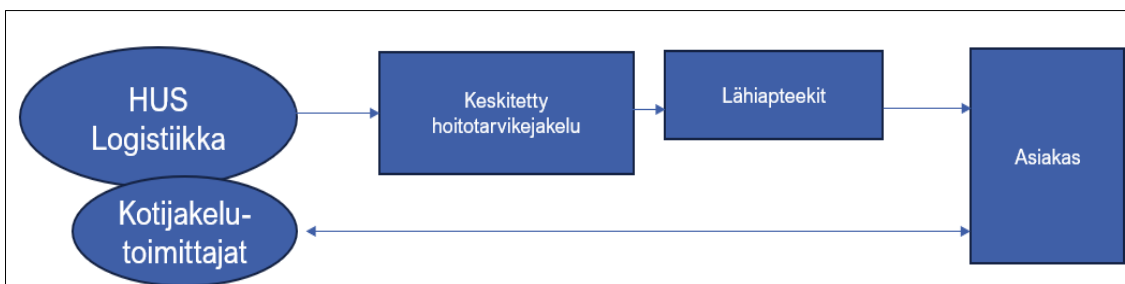 HUS
Logistiikka
Keskitetty
hoitotarvikejakelu
Lähiapteekit
Asiakas
Kotijakelu-
toimittajat